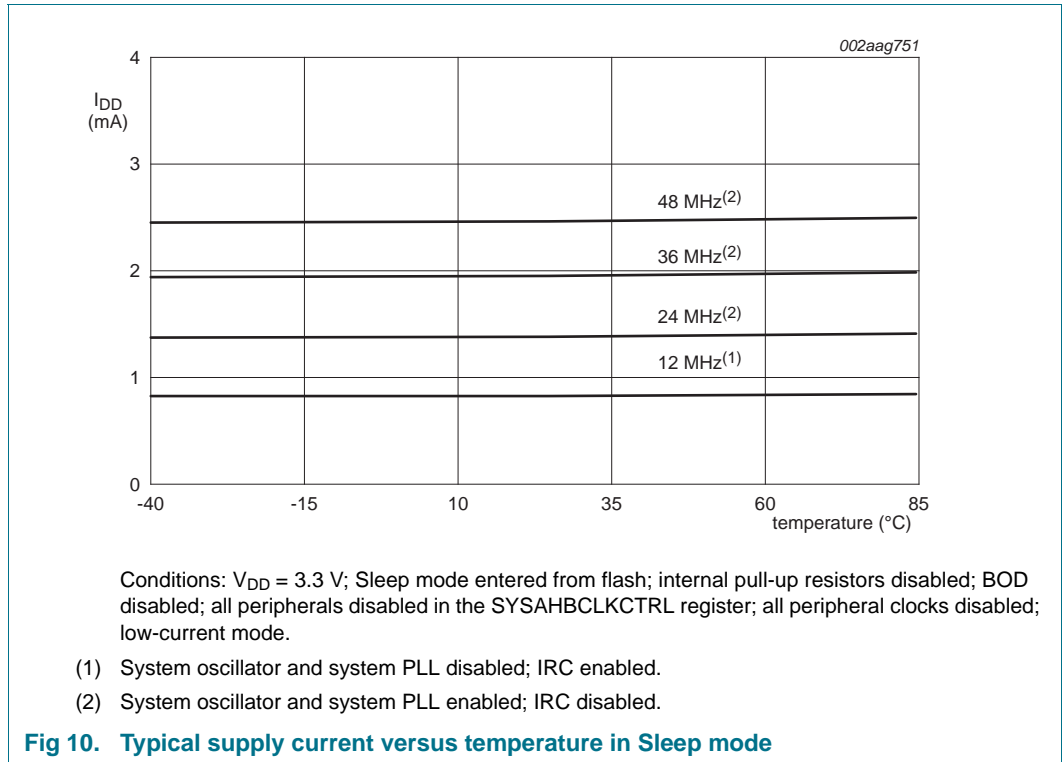 002aag751
4
I_DD
(mA)
3
48 MHz(2)
36 MHz(2)
2
24 MHz(2)
12 MHz(1)
1
0
-40 -15 10 35 60 85
temperature (°C)
Conditions: V_DD = 3.3 V; Sleep mode entered from flash; internal pull-up resistors disabled; BOD
disabled; all peripherals disabled in the SYSAHBCLKCTRL register; all peripheral clocks disabled;
low-current mode.
(1) System oscillator and system PLL disabled; IRC enabled.
(2) System oscillator and system PLL enabled; IRC disabled.
Fig 10. Typical supply current versus temperature in Sleep mode